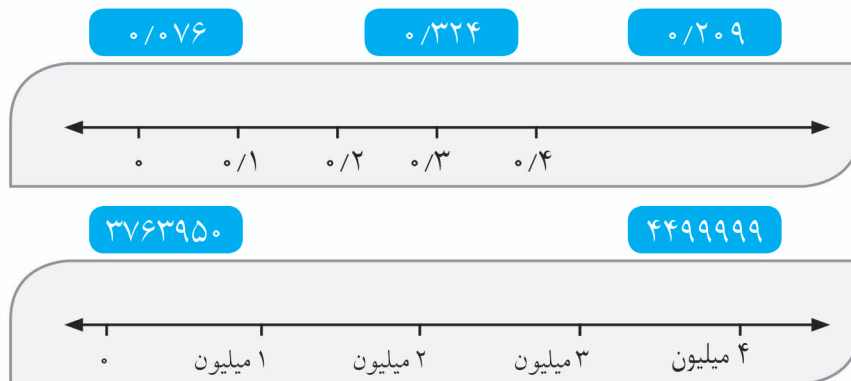 ۰/۰۷۶ ۰/۳۲۴ ۰/۲۰۹
۰ ۰/۱ ۰/۲ ۰/۳ ۰/۴
۳۷۶۳۹۵۰ ۴۴۹۹۹۹۹
۰ ۱ میلیون ۲ میلیون ۳ میلیون ۴ میلیون